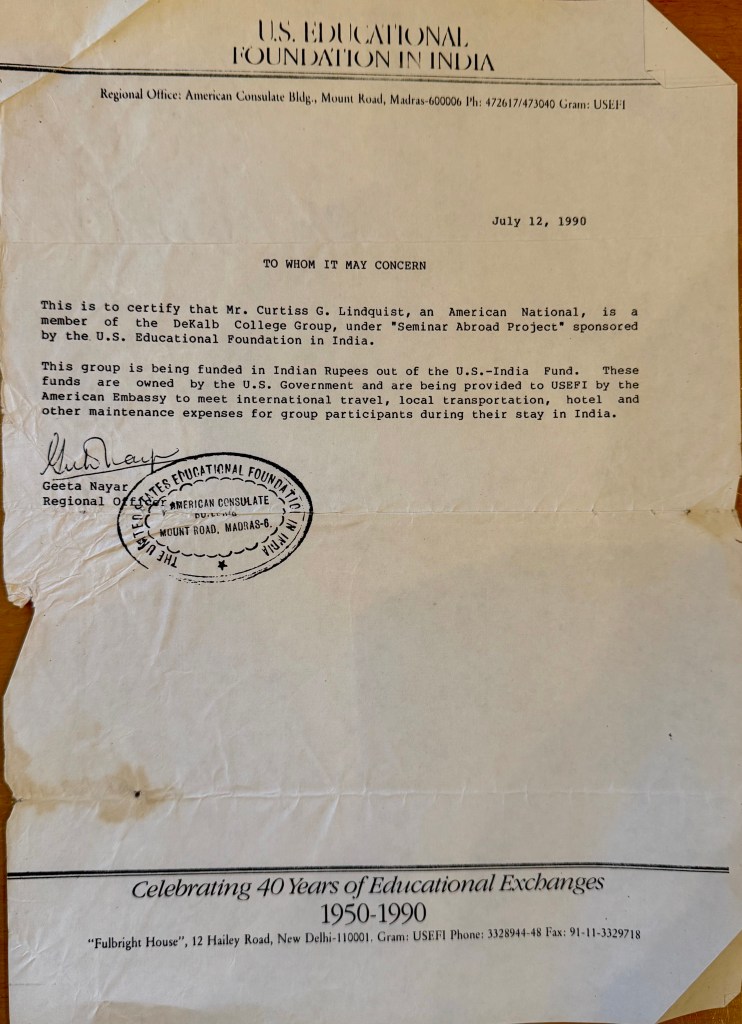 U.S. EDUCATIONAL
FOUNDATION IN INDIA
Regional Office: American Consulate Bldg., Mount Road, Madras-600006 Ph: 472617/473040 Gram: USEFI
July 12, 1990
TO WHOM IT MAY CONCERN
This is to certify that Mr. Curtiss G. Lindquist, an American National, is a
member of the DeKalb College Group, under "Seminar Abroad Project" sponsored
by the U.S. Educational Foundation in India.
This group is being funded in Indian Rupees out of the U.S.-India Fund. These
funds are owned by the U.S. Government and are being provided to USEFI by the
American Embassy to meet international travel, local transportation, hotel and
other maintenance expenses for group participants during their stay in India.
Geeta Nayar
Regional Officer
THE UNITED STATES EDUCATIONAL FOUNDATION IN INDIA
AMERICAN CONSULATE
BUILDING
MOUNT ROAD, MADRAS-6.
Celebrating 40 Years of Educational Exchanges
1950-1990
"Fulbright House", 12 Hailey Road, New Delhi-110001. Gram: USEFI Phone: 3328944-48 Fax: 91-11-3329718